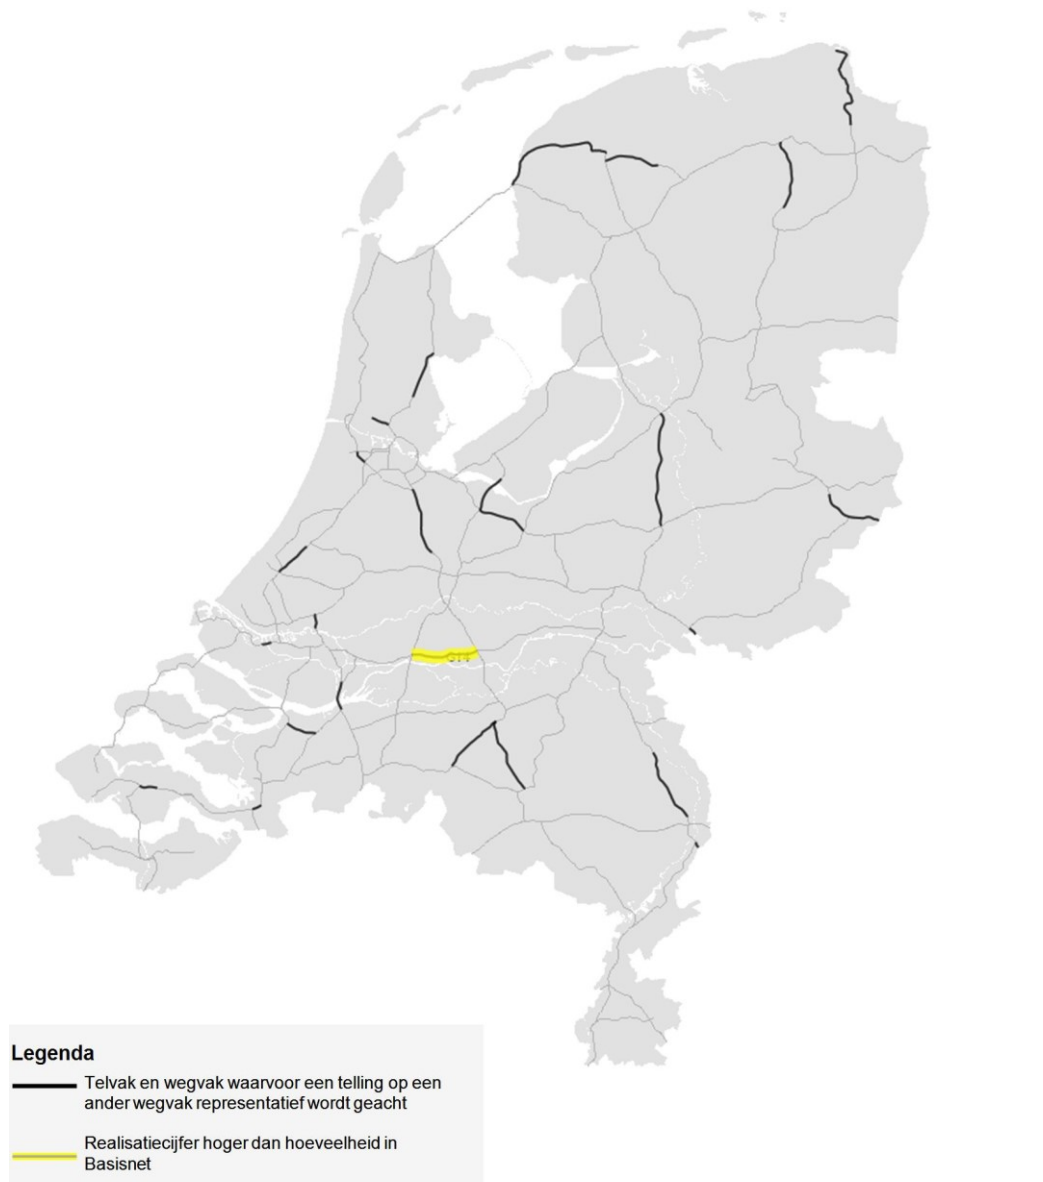 G14
Legenda
Telvak en wegvak waarvoor een telling op een
ander wegvak representatief wordt geacht
Realisatiecijfer hoger dan hoeveelheid in
Basisnet